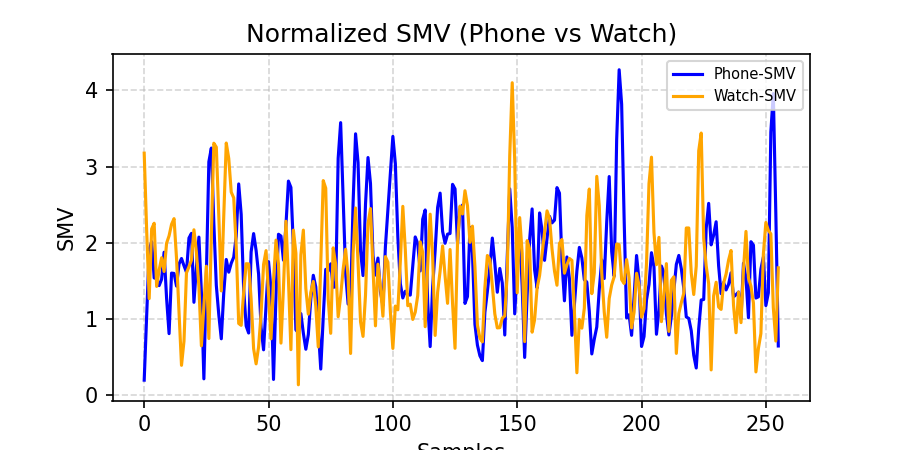 Normalized SMV (Phone vs Watch)
Phone-SMV
Watch-SMV
SMV
4
3
2
1
0
0 50 100 150 200 250
Samples